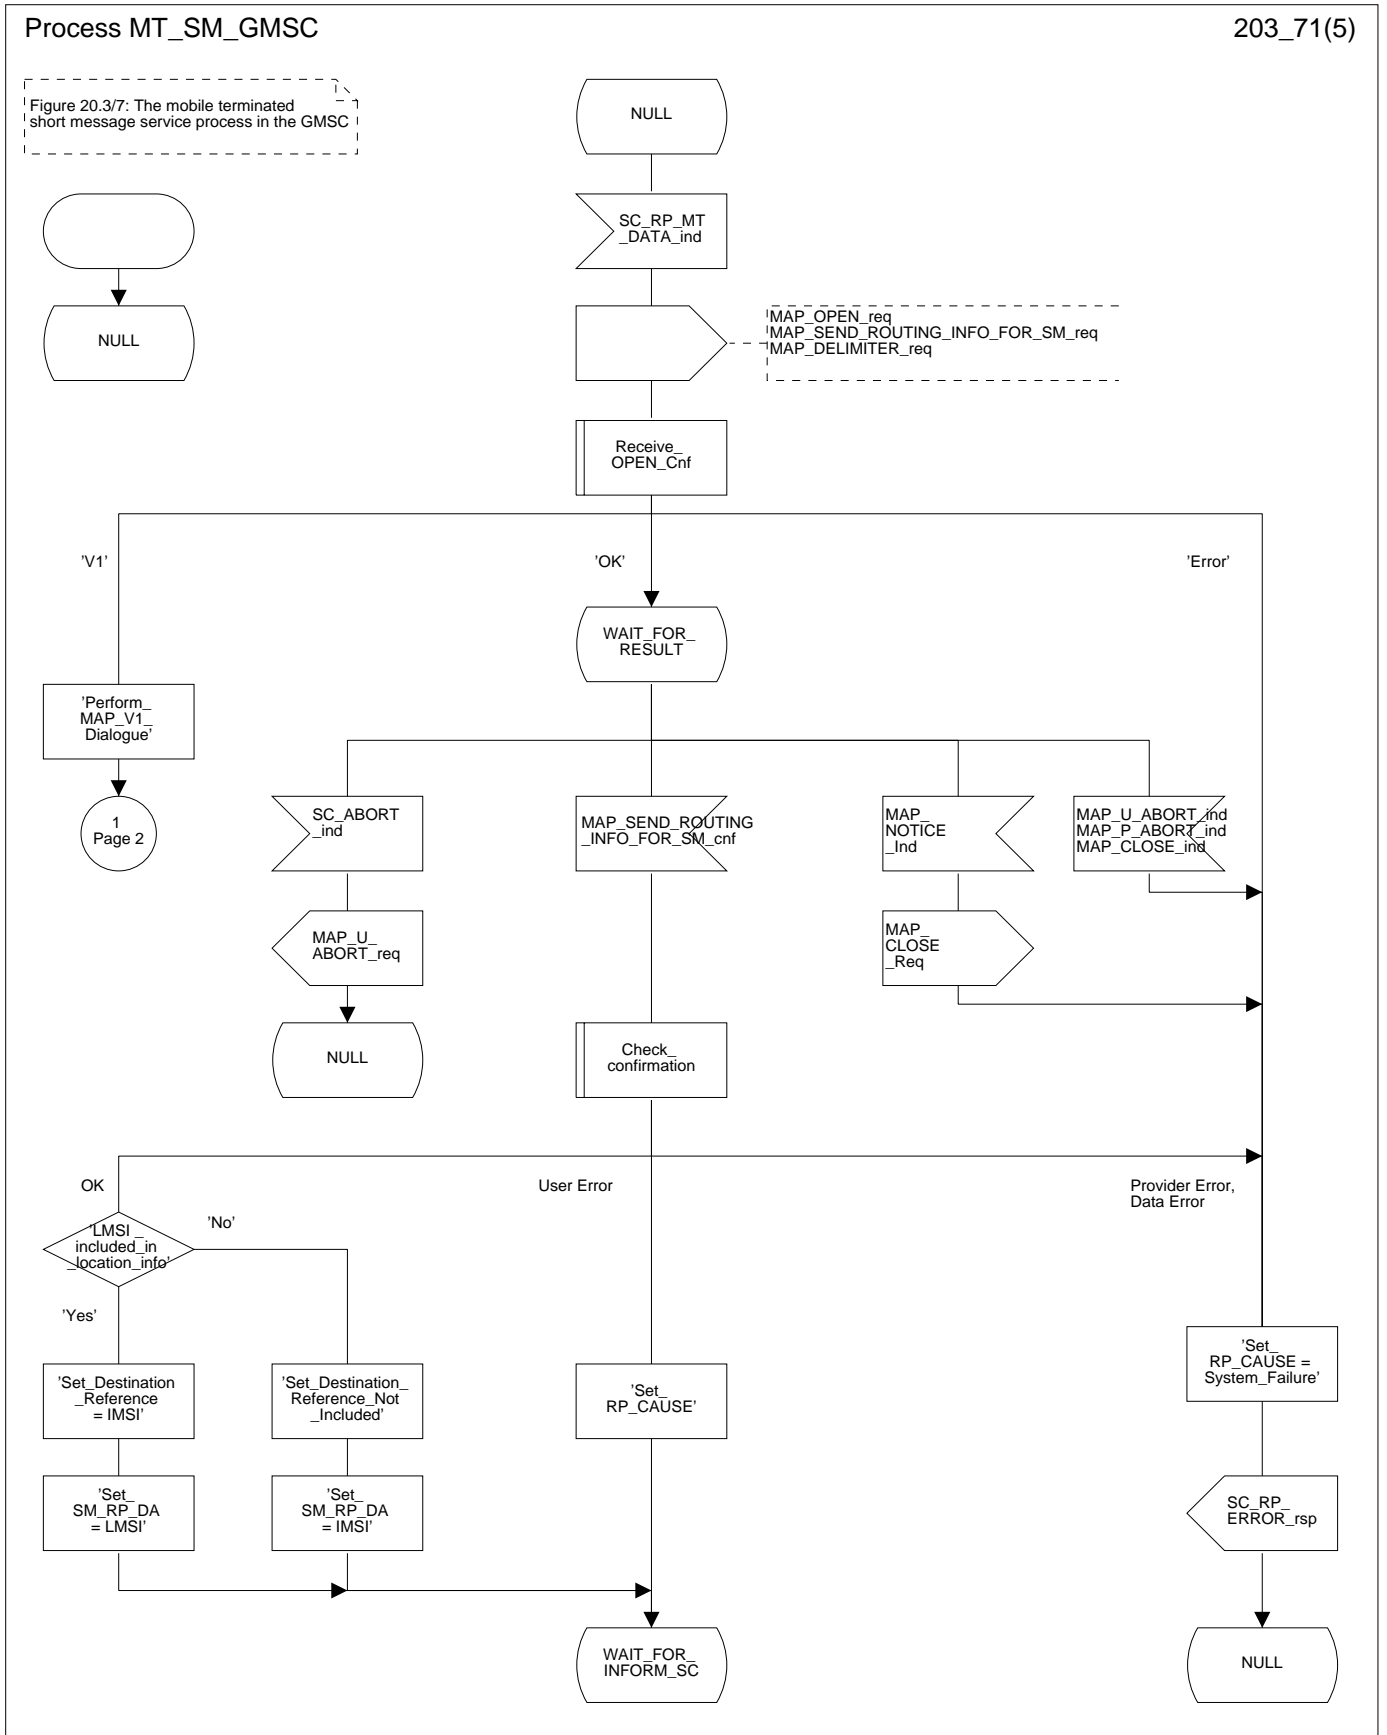 Process MT_SM_GMSC
203_71(5)
Figure 20.3/7: The mobile terminated
short message service process in the GMSC
NULL
SC_RP_MT
_DATA_ind
NULL
MAP_OPEN_req
MAP_SEND_ROUTING_INFO_FOR_SM_req
MAP_DELIMITER_req
Receive_
OPEN_Cnf
'V1'
'OK'
'Error'
WAIT_FOR_
RESULT
'Perform_
MAP_V1_
Dialogue'
1
Page 2
SC_ABORT
_ind
MAP_SEND_ROUTING
_INFO_FOR_SM_cnf
MAP_
NOTICE
_Ind
MAP_U_ABORT_ind
MAP_P_ABORT_ind
MAP_CLOSE_ind
MAP_U_
ABORT_req
MAP_
CLOSE
_Req
NULL
Check_
confirmation
OK
User Error
Provider Error,
Data Error
'LMSI_
included_in
_location_info'
'No'
'Yes'
'Set_Destination
_Reference
= IMSI'
'Set_Destination_
Reference_Not
_Included'
'Set_
RP_CAUSE'
'Set_
RP_CAUSE =
System_Failure'
'Set_
SM_RP_DA
= LMSI'
'Set_
SM_RP_DA
= IMSI'
SC_RP_
ERROR_rsp
WAIT_FOR_
INFORM_SC
NULL